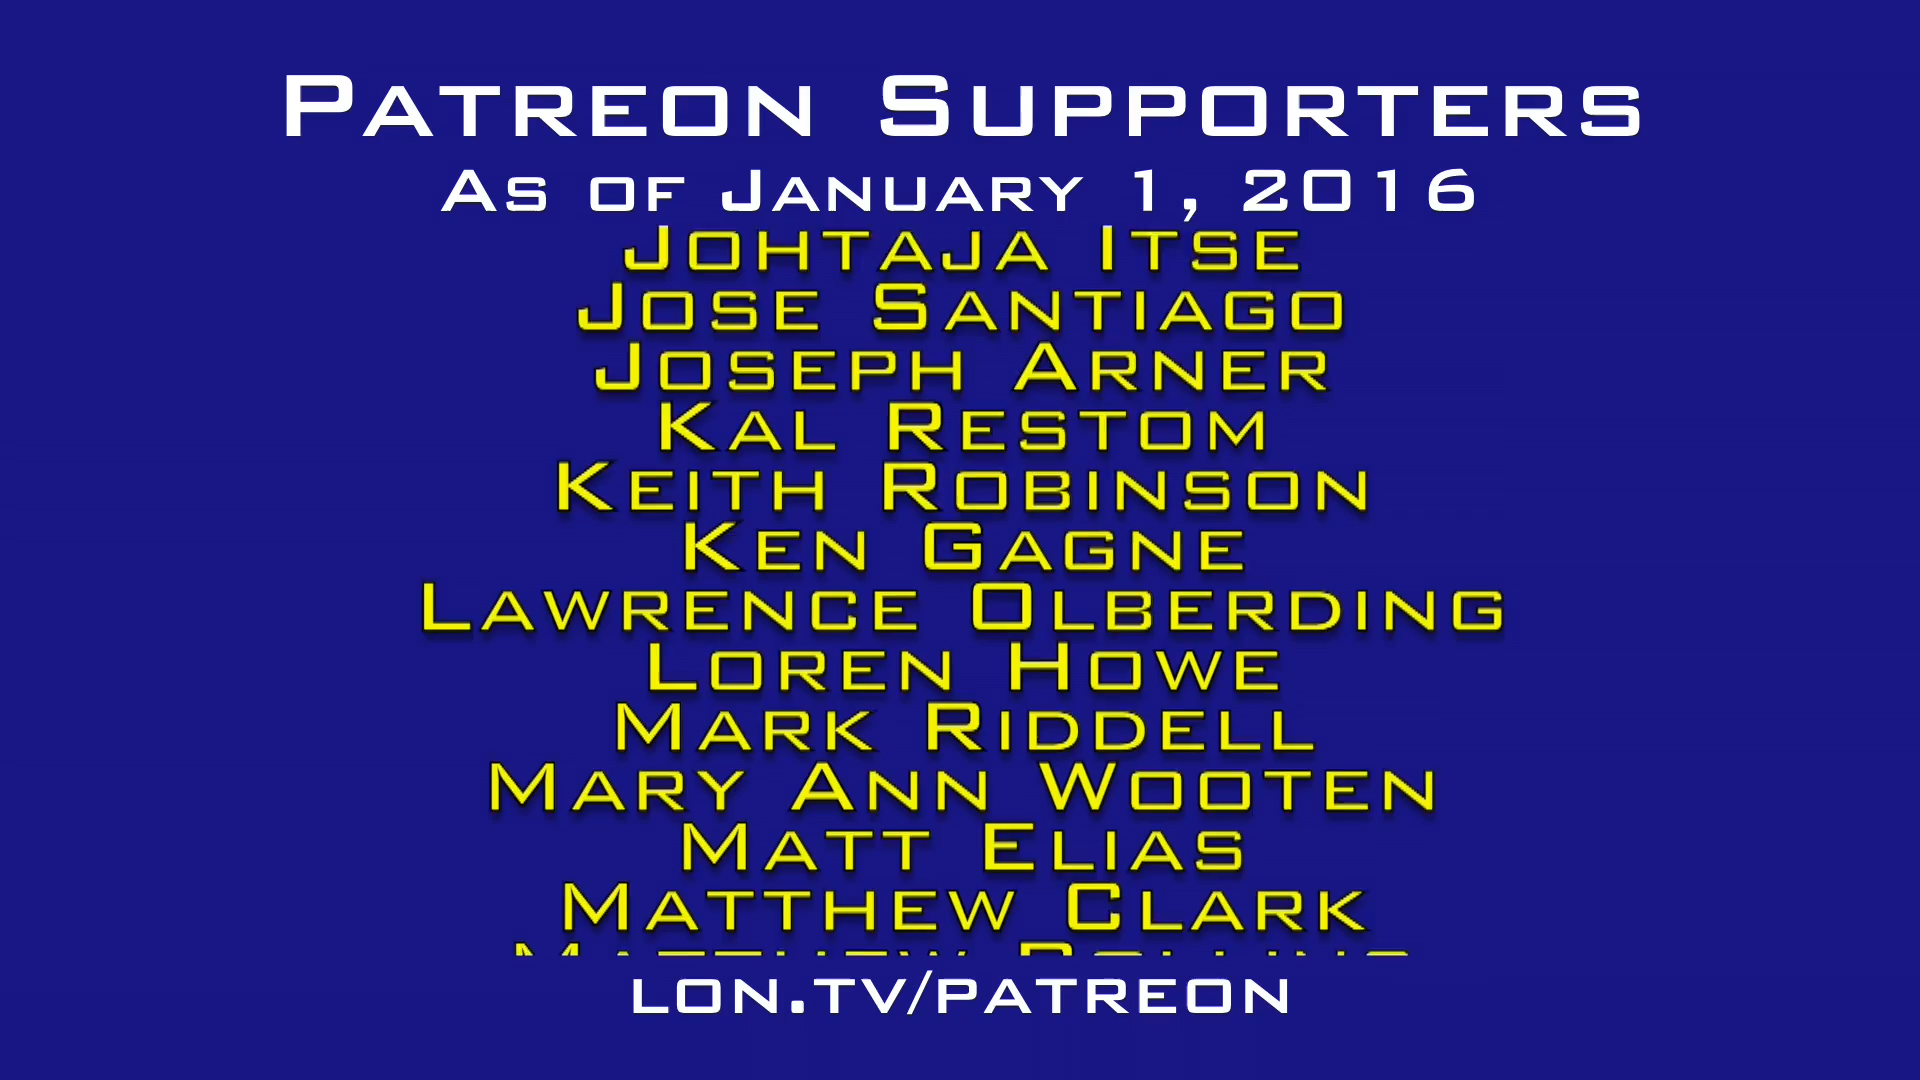 Patreon Supporters
As of January 1, 2016
Johtaja Itse
Jose Santiago
Joseph Arner
Kal Restom
Keith Robinson
Ken Gagne
Lawrence Olberding
Loren Howe
Mark Riddell
Mary Ann Wooten
Matt Elias
Matthew Clark
lon.tv/patreon